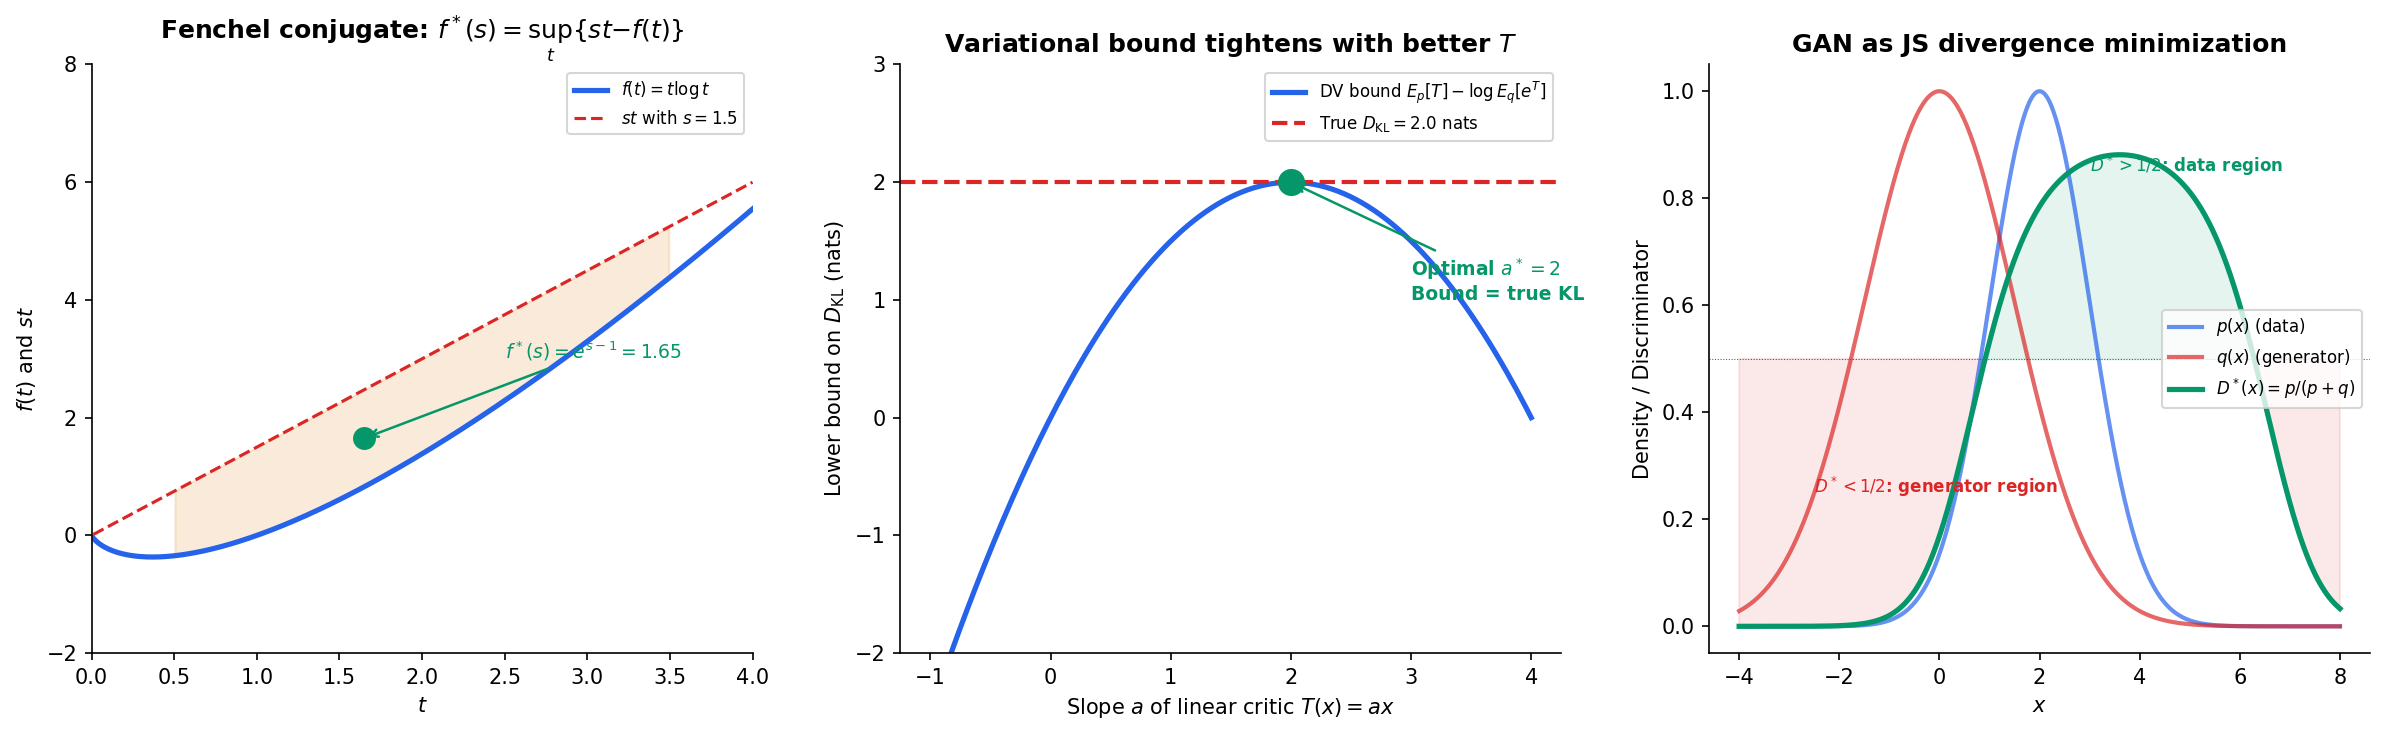 Fenchel conjugate: f*(s) = sup{st−f(t)}
t
8
6
4
2
0
−2
f(t) and st
f(t) = t log t
st with s = 1.5
f*(s) = e^{s−1} = 1.65
0.0 0.5 1.0 1.5 2.0 2.5 3.0 3.5 4.0
t
Variational bound tightens with better T
3
2
1
0
−1
−2
Lower bound on D_KL (nats)
DV bound E_p[T] − log E_q[e^T]
True D_KL = 2.0 nats
Optimal a* = 2
Bound = true KL
−1 0 1 2 3 4
Slope a of linear critic T(x) = ax
GAN as JS divergence minimization
1.0
0.8
0.6
0.4
0.2
0.0
Density / Discriminator
D* > 1/2: data region
p(x) (data)
q(x) (generator)
D*(x) = p/(p + q)
D* < 1/2: generator region
−4 −2 0 2 4 6 8
x